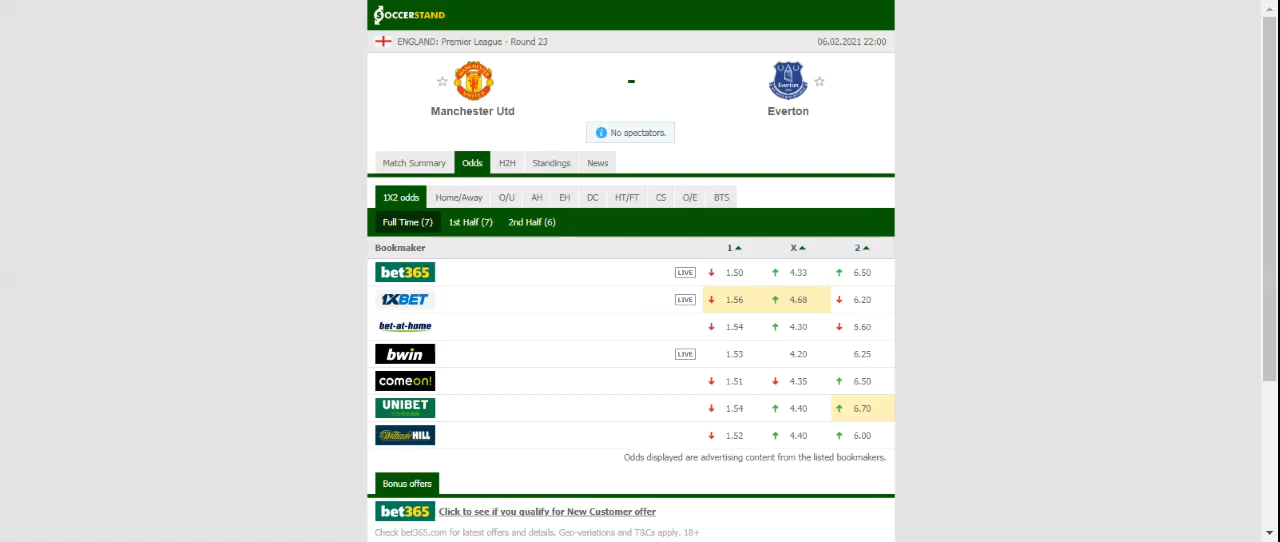 SOCCERSTAND
ENGLAND: Premier League - Round 23 06.02.2021 22:00
MANCHESTER UNITED
Everton
-
Manchester Utd Everton
No spectators.
Match Summary Odds H2H Standings News
1X2 odds Home/Away O/U AH EH DC HT/FT CS O/E BTS
Full Time (7) 1st Half (7) 2nd Half (6)
Bookmaker 1 X 2
bet365 LIVE 1.50 4.33 6.50
1XBET LIVE 1.56 4.68 6.20
bet-at-home 1.54 4.30 5.60
bwin LIVE 1.53 4.20 6.25
comeon! 1.51 4.35 6.50
UNIBET 1.54 4.40 6.70
William HILL 1.52 4.40 6.00
Odds displayed are advertising content from the listed bookmakers.
Bonus offers
bet365 Click to see if you qualify for New Customer offer
Check bet365.com for latest offers and details. Geo-variations and T&Cs apply. 18+